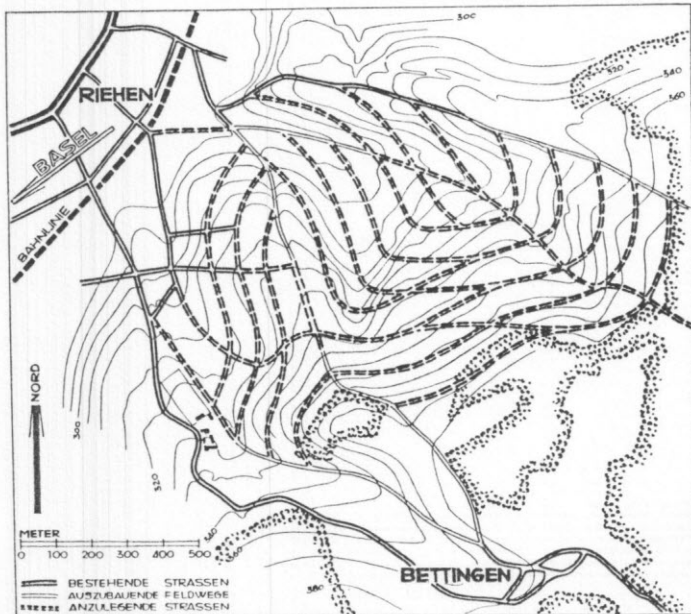 300
320
340
360
RIEHEN
BASEL
BAHNLINIE
NORD
300
320
340
360
380
METER
0 100 200 300 400 500
BETTINGEN
BESTEHENDE STRASSEN
AUSZUBAUENDE FELDWEGE
ANZULEGENDE STRASSEN